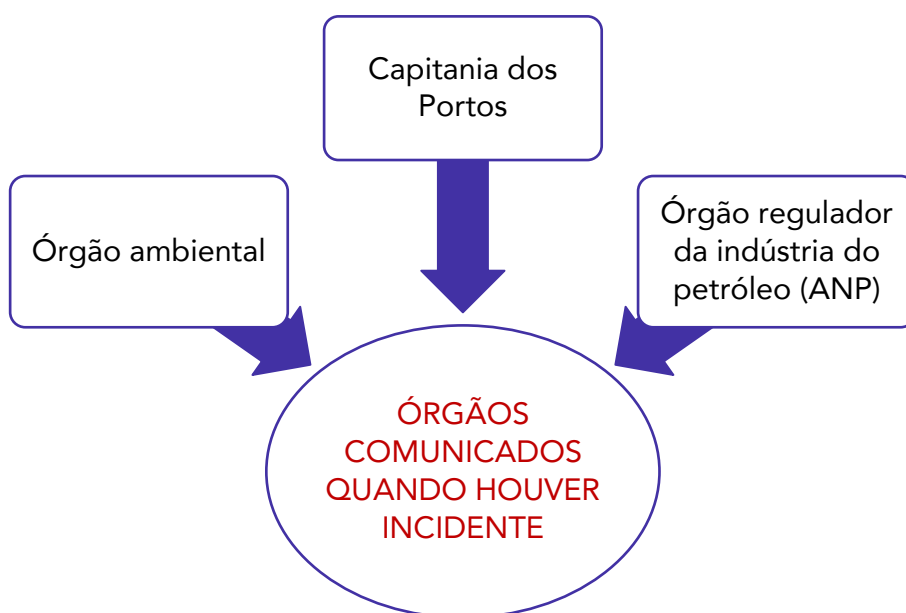 Capitania dos
Portos
Órgão ambiental
Órgão regulador
da indústria do
petróleo (ANP)
ÓRGÃOS
COMUNICADOS
QUANDO HOUVER
INCIDENTE